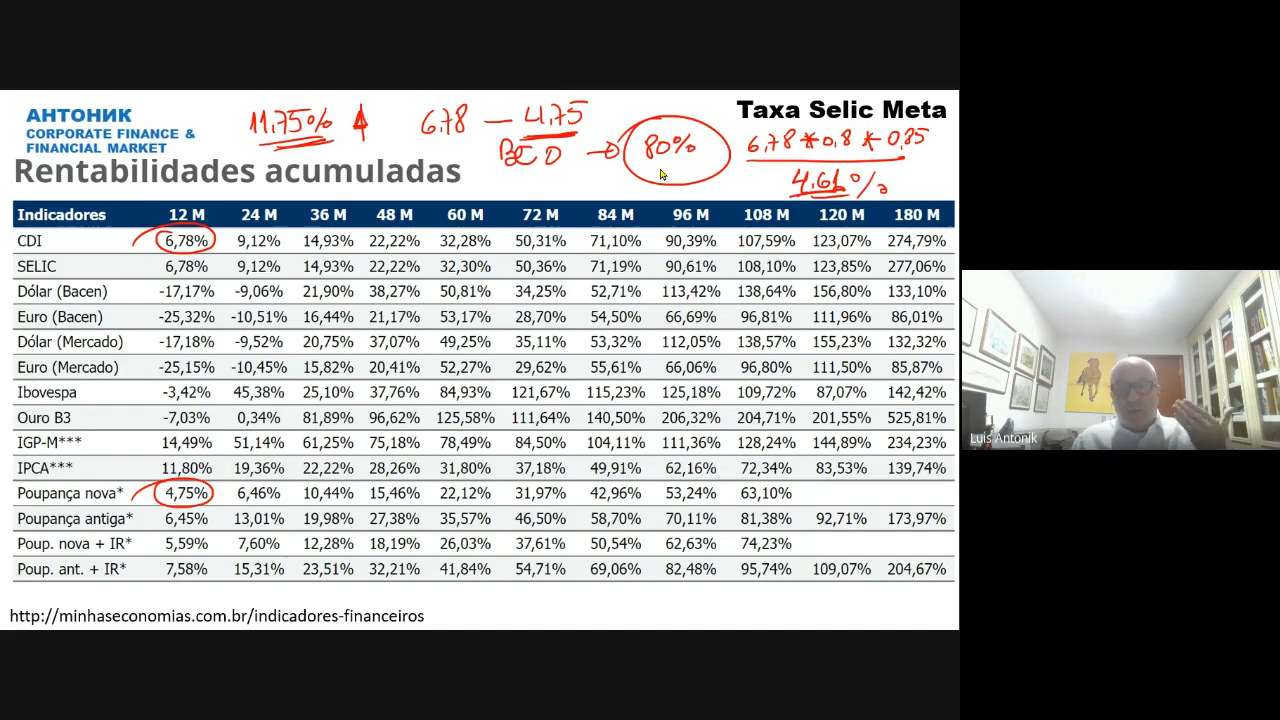 АНТОНИК
CORPORATE FINANCE &
FINANCIAL MARKET
11,75%
6,78 — 4,75
80%
Taxa Selic Meta
6,78 * 0,8 * 0,85
4,61%
Rentabilidades acumuladas
Indicadores 12 M 24 M 36 M 48 M 60 M 72 M 84 M 96 M 108 M 120 M 180 M
CDI 6,78% 9,12% 14,93% 22,22% 32,28% 50,31% 71,10% 90,39% 107,59% 123,07% 274,79%
SELIC 6,78% 9,12% 14,93% 22,22% 32,30% 50,36% 71,19% 90,61% 108,10% 123,85% 277,06%
Dólar (Bacen) -17,17% -9,06% 21,90% 38,27% 50,81% 34,25% 52,71% 113,42% 138,64% 156,80% 133,10%
Euro (Bacen) -25,32% -10,51% 16,44% 21,17% 53,17% 28,70% 54,50% 66,69% 96,81% 111,96% 86,01%
Dólar (Mercado) -17,18% -9,52% 20,75% 37,07% 49,25% 35,11% 53,32% 112,05% 138,57% 155,23% 132,32%
Euro (Mercado) -25,15% -10,45% 15,82% 20,41% 52,27% 29,62% 55,61% 66,06% 96,80% 111,50% 85,87%
Ibovespa -3,42% 45,38% 25,10% 37,76% 84,93% 121,67% 115,23% 125,18% 109,72% 87,07% 142,42%
Ouro B3 -7,03% 0,34% 81,89% 96,62% 125,58% 111,64% 140,50% 206,32% 204,71% 201,55% 525,81%
IGP-M*** 14,49% 51,14% 61,25% 75,18% 78,49% 84,50% 104,11% 111,36% 128,24% 144,89% 234,23%
IPCA*** 11,80% 19,36% 22,22% 28,26% 31,80% 37,18% 49,91% 62,16% 72,34% 83,53% 139,74%
Poupança nova* 4,75% 6,46% 10,44% 15,46% 22,12% 31,97% 42,96% 53,24% 63,10%
Poupança antiga* 6,45% 13,01% 19,98% 27,38% 35,57% 46,50% 58,70% 70,11% 81,38% 92,71% 173,97%
Poup. nova + IR* 5,59% 7,60% 12,28% 18,19% 26,03% 37,61% 50,54% 62,63% 74,23%
Poup. ant. + IR* 7,58% 15,31% 23,51% 32,21% 41,84% 54,71% 69,06% 82,48% 95,74% 109,07% 204,67%
http://minhaseconomias.com.br/indicadores-financeiros
Luis Antonik